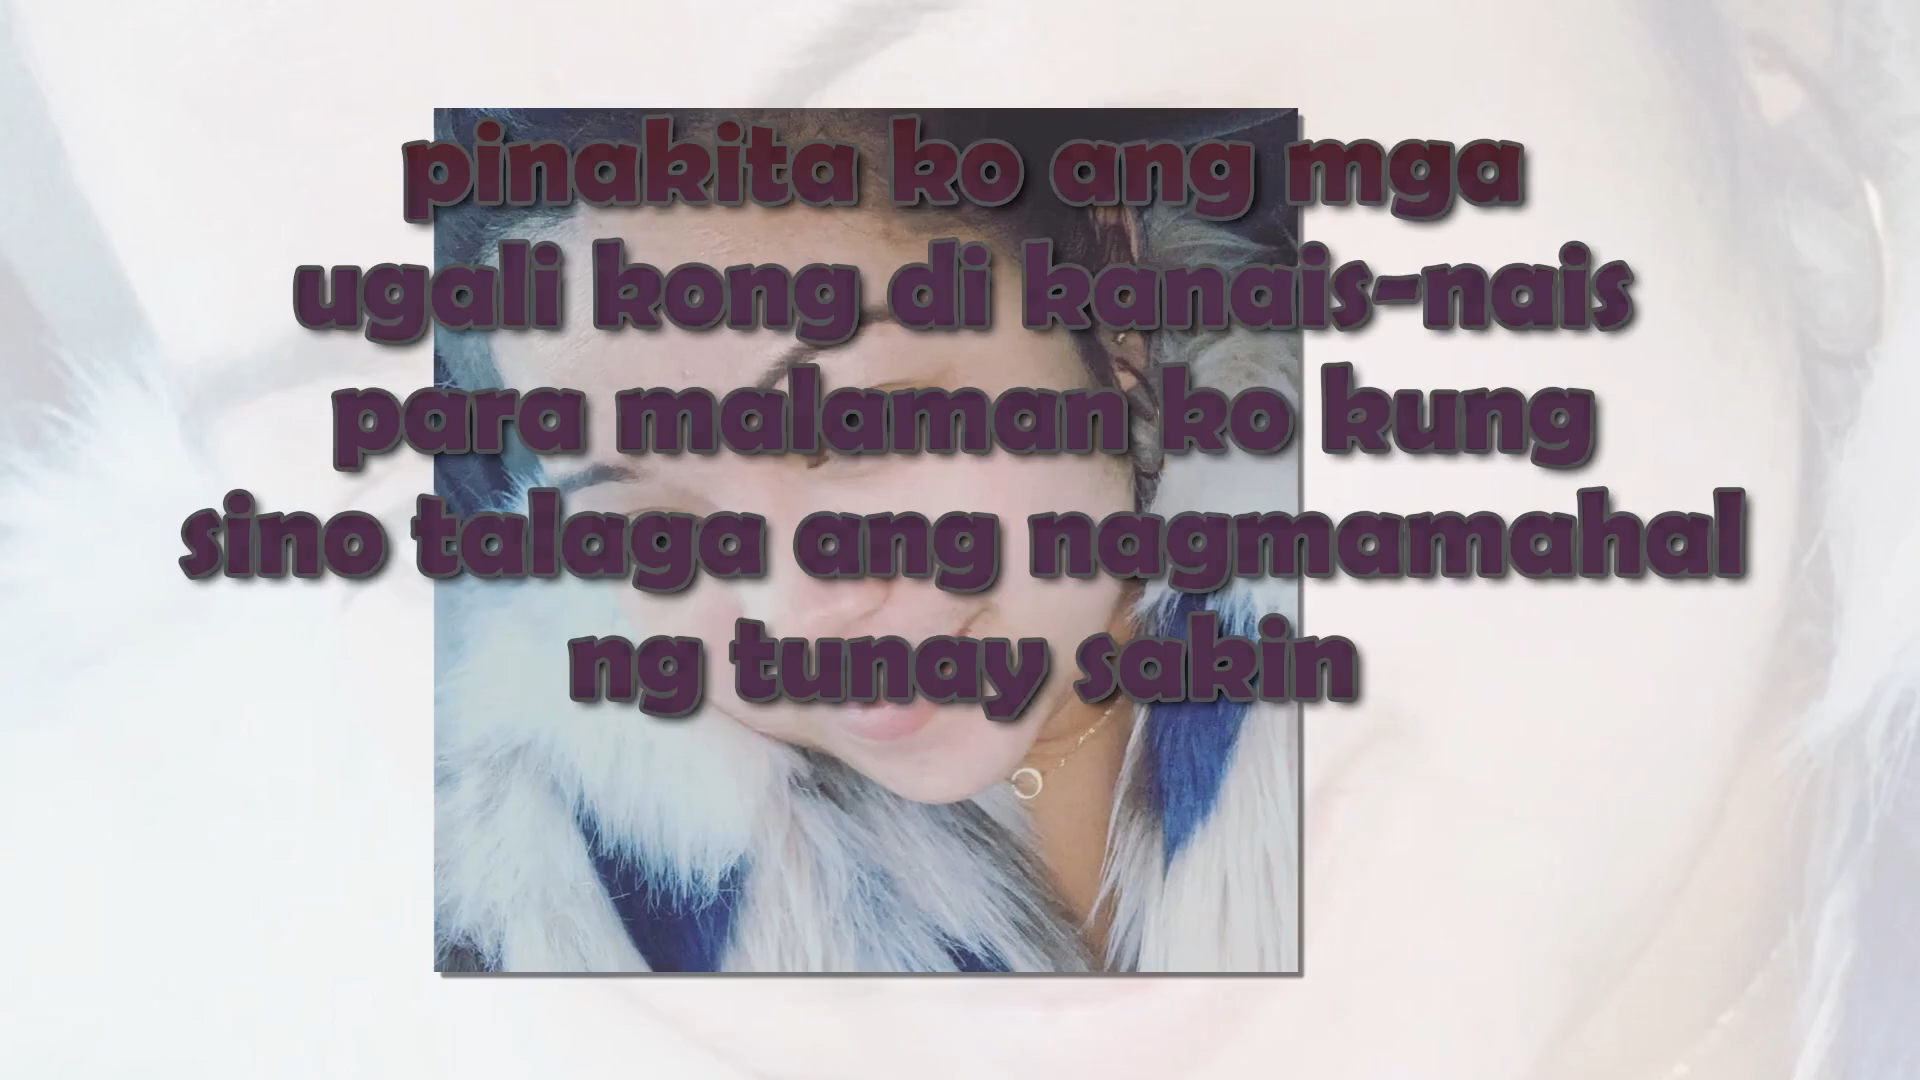 pinakita ko ang mga
ugali kong di kanais-nais
para malaman ko kung
sino talaga ang nagmamahal
ng tunay sakin